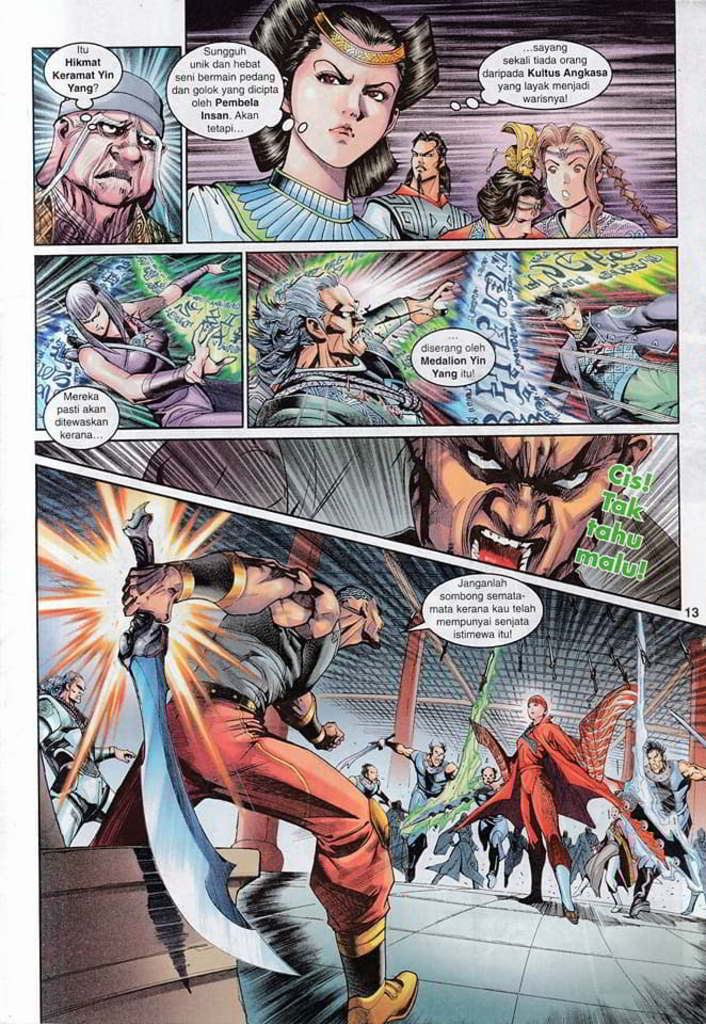 Itu
Hikmat
Keramat Yin
Yang?
Sungguh
unik dan hebat
seni bermain pedang
dan golok yang dicipta
oleh Pembela
Insan. Akan
tetapi...
...sayang
sekali tiada orang
daripada Kultus Angkasa
yang layak menjadi
warisnya!
Mereka
pasti akan
ditewaskan
kerana...
...
diserang oleh
Medalion Yin
Yang itu!
Cis!
Tak
tahu
malu!
13
Janganlah
sombong semata-
mata kerana kau telah
mempunyai senjata
istimewa itu!